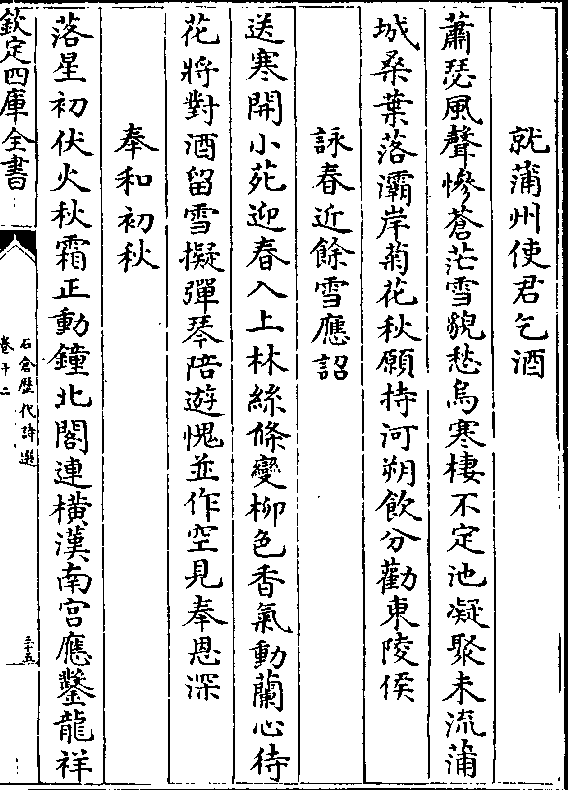 就蒲州使君乞酒
蕭瑟風聲慘蒼茫雪貌愁烏寒棲不定池凝聚未流蒲
城桑葉落灞岸菊花秋願持河朔飲分勸東陵侯
詠春近餘雪應詔
送寒開小苑迎春入上林絲條變柳色香氣動蘭心待
花將對酒留雪擬彈琴陪遊愧並作空見奉恩深
奉和初秋
落星初伏火秋霜正動鐘北閣連橫漢南宮應鑿龍祥
欽定四庫全書
石倉歷代詩選
卷十二
三十五